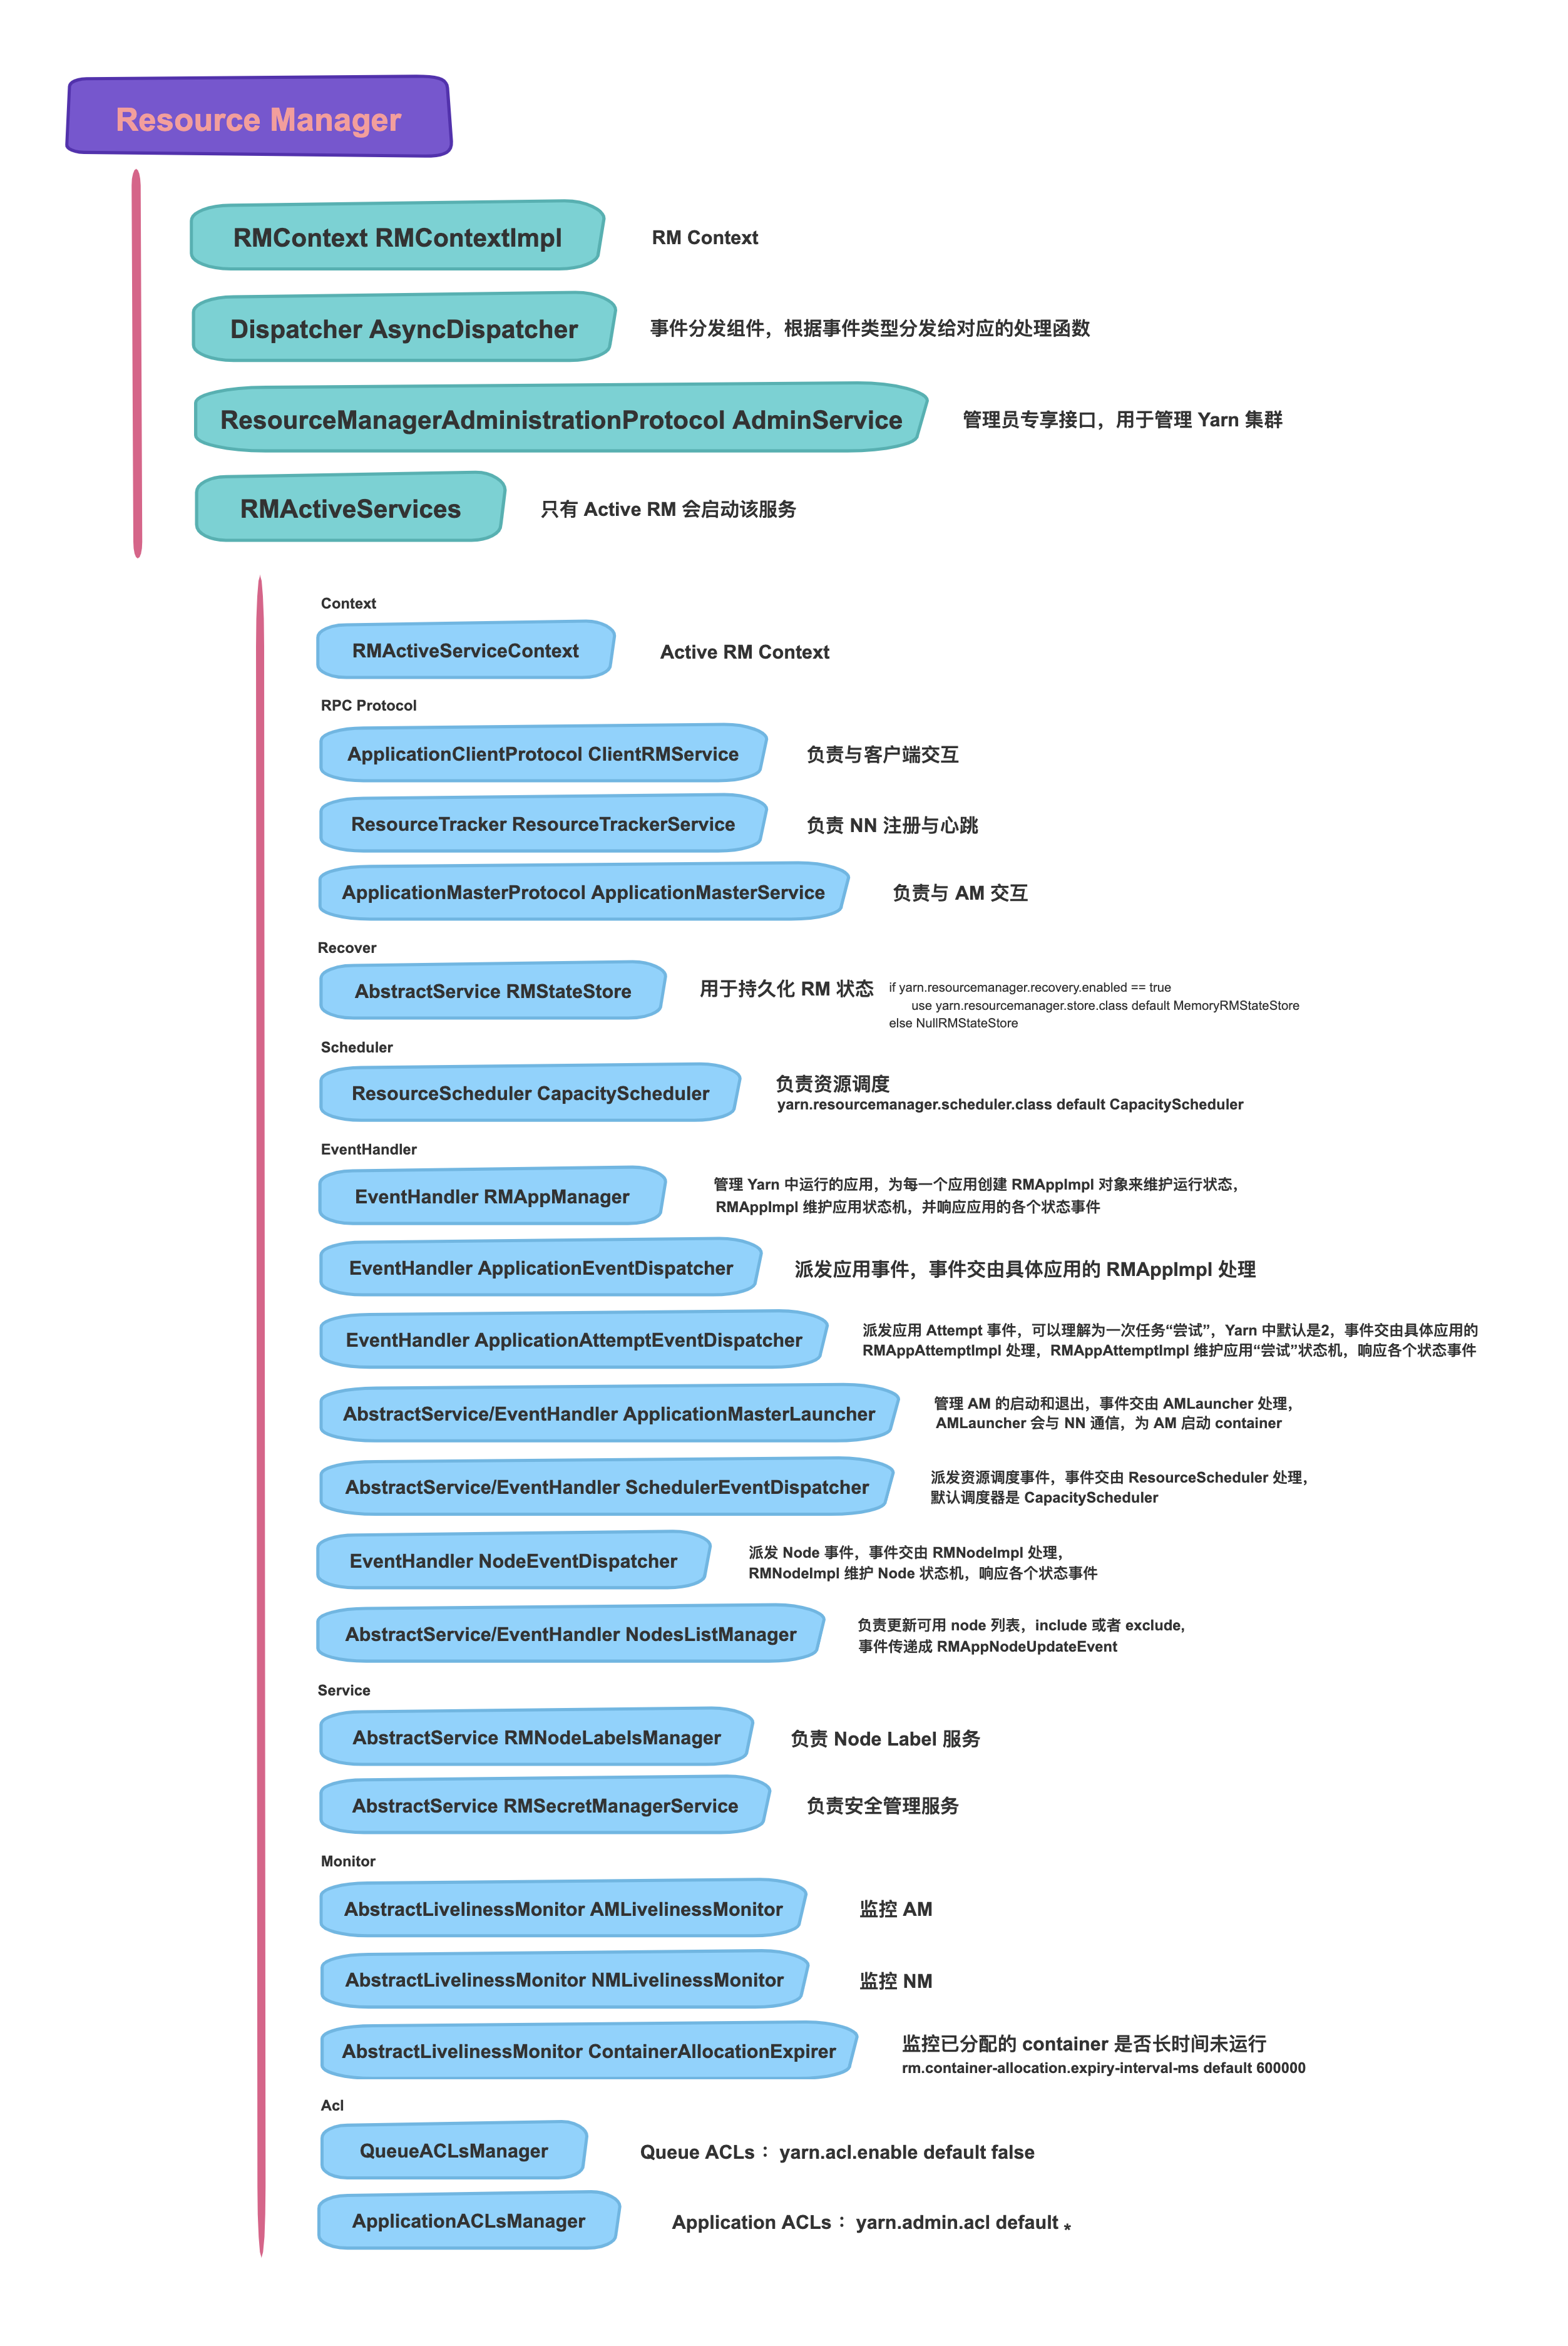 Resource Manager
RMContext RMContextImpl
RM Context
Dispatcher AsyncDispatcher
事件分发组件，根据事件类型分发给对应的处理函数
ResourceManagerAdministrationProtocol AdminService
管理员专享接口，用于管理 Yarn 集群
RMActiveServices
只有 Active RM 会启动该服务
Context
RMActiveServiceContext
Active RM Context
RPC Protocol
ApplicationClientProtocol ClientRMService
负责与客户端交互
ResourceTracker ResourceTrackerService
负责 NN 注册与心跳
ApplicationMasterProtocol ApplicationMasterService
负责与 AM 交互
Recover
AbstractService RMStateStore
用于持久化 RM 状态
if yarn.resourcemanager.recovery.enabled == true
use yarn.resourcemanager.store.class default MemoryRMStateStore
else NullRMStateStore
Scheduler
ResourceScheduler CapacityScheduler
负责资源调度
yarn.resourcemanager.scheduler.class default CapacityScheduler
EventHandler
EventHandler RMAppManager
管理 Yarn 中运行的应用，为每一个应用创建 RMAppImpl 对象来维护运行状态，
RMAppImpl 维护应用状态机，并响应应用的各个状态事件
EventHandler ApplicationEventDispatcher
派发应用事件，事件交由具体应用的 RMAppImpl 处理
EventHandler ApplicationAttemptEventDispatcher
派发应用 Attempt 事件，可以理解为一次任务“尝试”，Yarn 中默认是2，事件交由具体应用的
RMAppAttemptImpl 处理，RMAppAttemptImpl 维护应用“尝试”状态机，响应各个状态事件
AbstractService/EventHandler ApplicationMasterLauncher
管理 AM 的启动和退出，事件交由 AMLauncher 处理，
AMLauncher 会与 NN 通信，为 AM 启动 container
AbstractService/EventHandler SchedulerEventDispatcher
派发资源调度事件，事件交由 ResourceScheduler 处理，
默认调度器是 CapacityScheduler
EventHandler NodeEventDispatcher
派发 Node 事件，事件交由 RMNodeImpl 处理，
RMNodeImpl 维护 Node 状态机，响应各个状态事件
AbstractService/EventHandler NodesListManager
负责更新可用 node 列表，include 或者 exclude,
事件传递成 RMAppNodeUpdateEvent
Service
AbstractService RMNodeLabelsManager
负责 Node Label 服务
AbstractService RMSecretManagerService
负责安全管理服务
Monitor
AbstractLivelinessMonitor AMLivelinessMonitor
监控 AM
AbstractLivelinessMonitor NMLivelinessMonitor
监控 NM
AbstractLivelinessMonitor ContainerAllocationExpirer
监控已分配的 container 是否长时间未运行
rm.container-allocation.expiry-interval-ms default 600000
Acl
QueueACLsManager
Queue ACLs： yarn.acl.enable default false
ApplicationACLsManager
Application ACLs： yarn.admin.acl default *